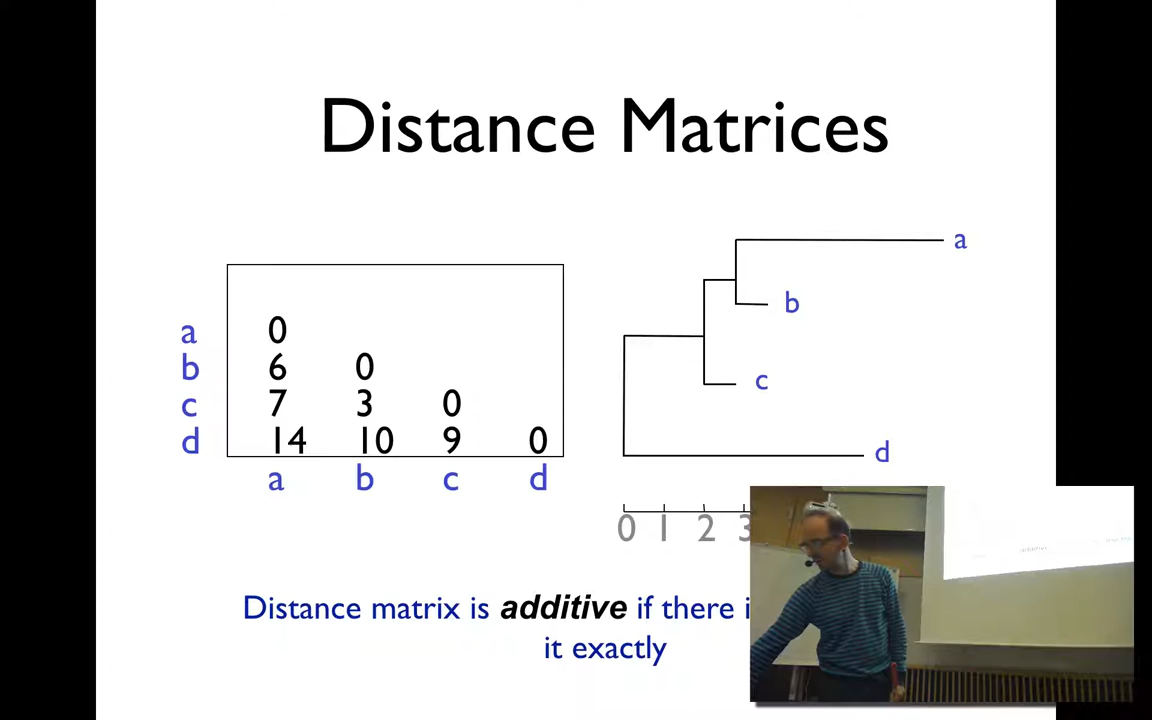 Distance Matrices
a 0
b 6 0
c 7 3 0
d 14 10 9 0
a b c d
a
b
c
d
0 1 2 3
Distance matrix is additive if there
it exactly